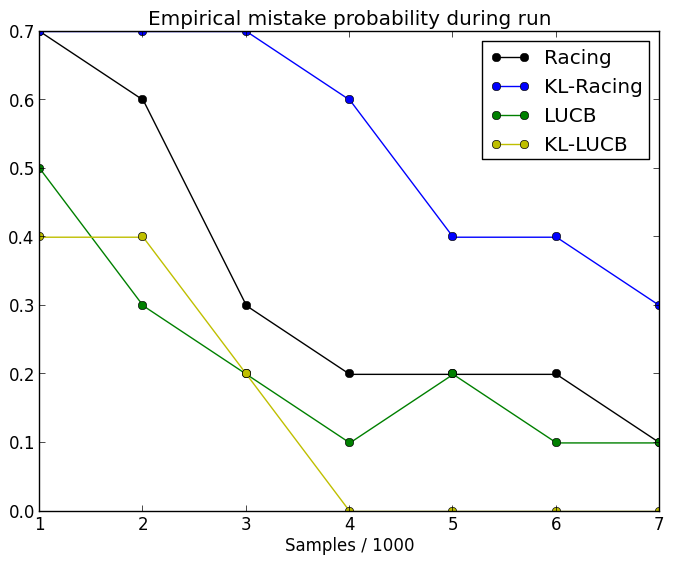 Empirical mistake probability during run
0.7
0.6
0.5
0.4
0.3
0.2
0.1
0.0
Racing
KL-Racing
LUCB
KL-LUCB
1 2 3 4 5 6 7
Samples / 1000